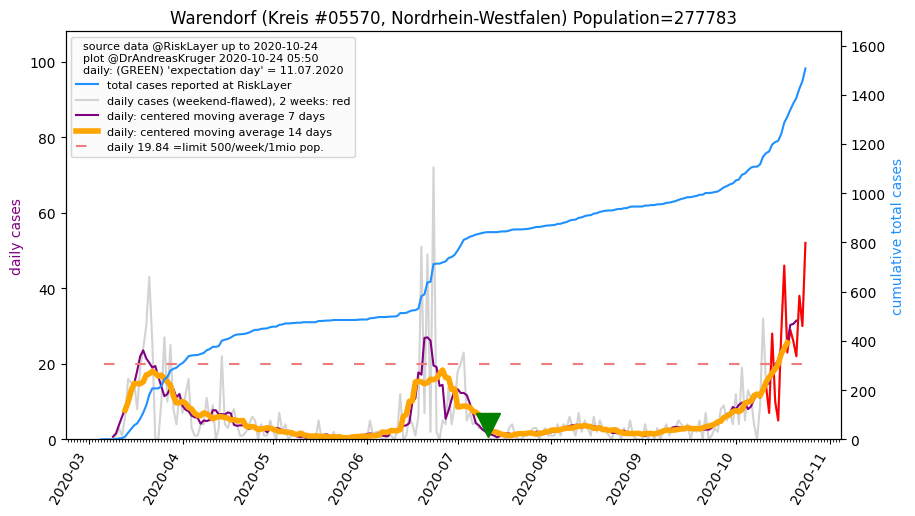 Warendorf (Kreis #05570, Nordrhein-Westfalen) Population=277783
source data @RiskLayer up to 2020-10-24
plot @DrAndreasKruger 2020-10-24 05:50
daily: (GREEN) 'expectation day' = 11.07.2020
total cases reported at RiskLayer
daily cases (weekend-flawed), 2 weeks: red
daily: centered moving average 7 days
daily: centered moving average 14 days
daily 19.84 =limit 500/week/1mio pop.
daily cases
100
80
60
40
20
0
cumulative total cases
1600
1400
1200
1000
800
600
400
200
0
2020-03
2020-04
2020-05
2020-06
2020-07
2020-08
2020-09
2020-10
2020-11